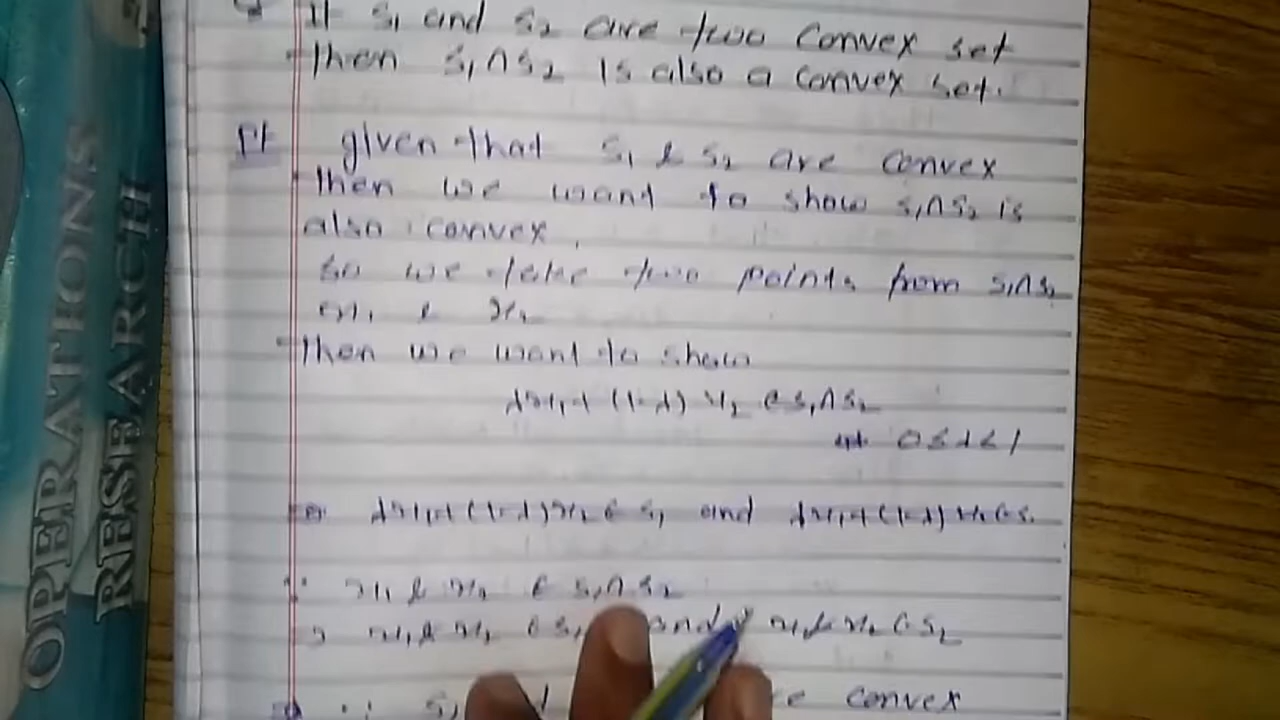 If S₁ and S₂ are two convex set
then S₁∩S₂ is also a convex set.
Pf given that S₁ & S₂ are convex
then we want to show S₁∩S₂ is
also convex.
so we take two points from S₁∩S₂
x₁ & x₂
then we want to show
λx₁+(1-λ)x₂ ∈ S₁∩S₂
0≤λ≤1
λx₁+(1-λ)x₂ ∈ S₁ and λx₁+(1-λ)x₂ ∈ S₂
∵ x₁ & x₂ ∈ S₁∩S₂
x₁ & x₂ ∈ S₁ and x₁ & x₂ ∈ S₂
∵ S₁ convex
OPERATIONS
RESEARCH